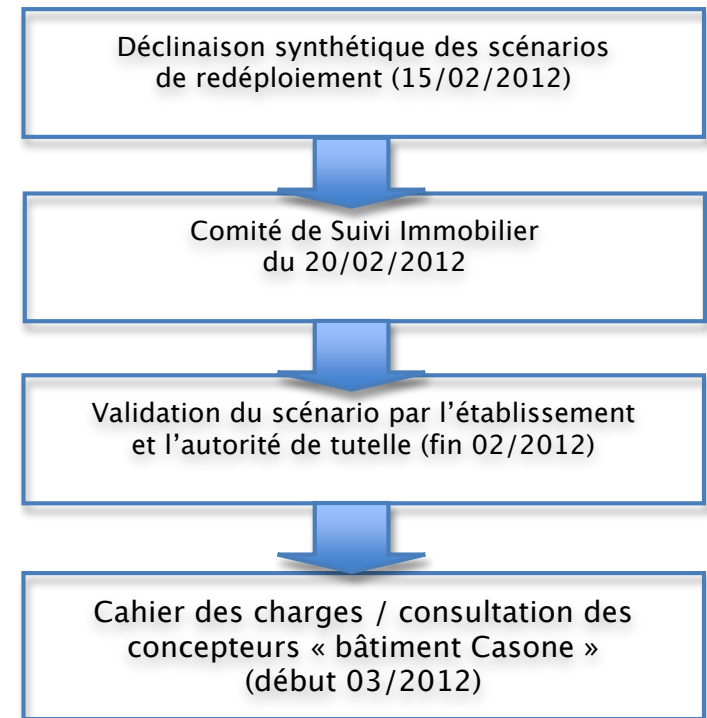 Déclinaison synthétique des scénarios
de redéploiement (15/02/2012)
Comité de Suivi Immobilier
du 20/02/2012
Validation du scénario par l’établissement
et l’autorité de tutelle (fin 02/2012)
Cahier des charges / consultation des
concepteurs « bâtiment Casone »
(début 03/2012)